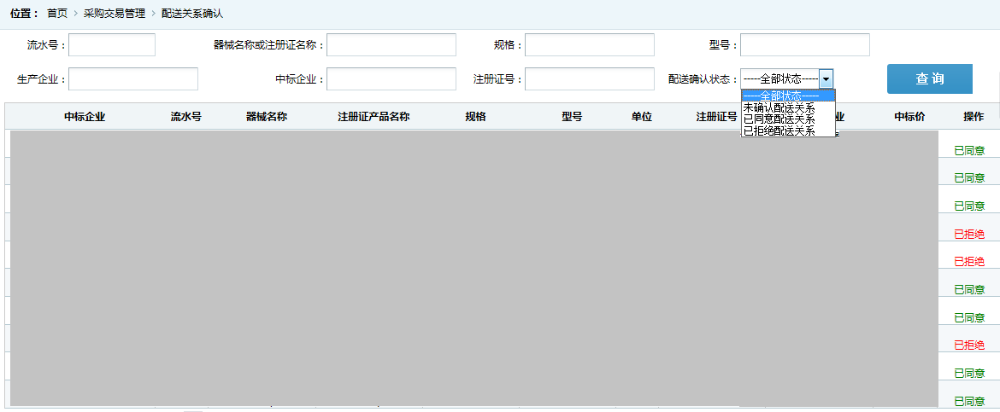 位置： 首页 > 采购交易管理 > 配送关系确认
流水号： 器械名称或注册证名称： 规格： 型号：
生产企业： 中标企业： 注册证号： 配送确认状态： -----全部状态----- 查 询
-----全部状态-----
未确认配送关系
已同意配送关系
已拒绝配送关系
中标企业 流水号 器械名称 注册证产品名称 规格 型号 单位 注册证号 业 中标价 操作
已同意
已同意
已同意
已拒绝
已拒绝
已同意
已同意
已拒绝
已同意
已同意